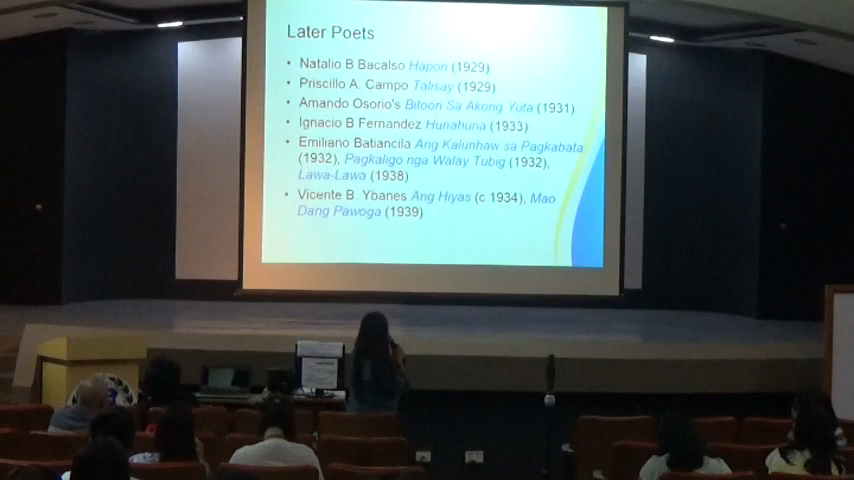 Later Poets
• Natalio B Bacalso Hapon (1929)
• Priscillo A. Campo Talisay (1929)
• Amando Osorio's Bitoon Sa Akong Yuta (1931)
• Ignacio B Fernandez Hunahuna (1933)
• Emiliano Batiancila Ang Kalunhaw sa Pagkabata
(1932), Pagkaligo nga Walay Tubig (1932),
Lawa-Lawa (1938)
• Vicente B. Ybanes Ang Hiyas (c 1934), Mao
Dang Pawoga (1939)